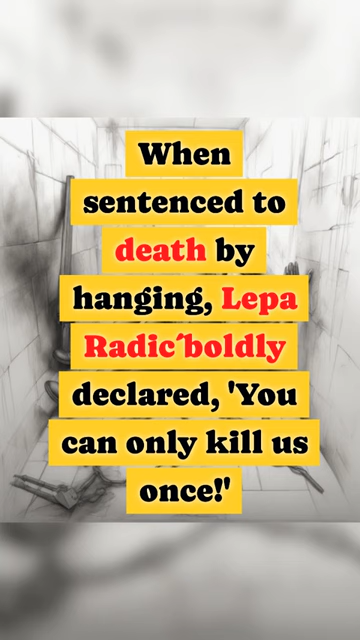 When
sentenced to
death by
hanging, Lepa
Radic´boldly
declared, 'You
can only kill us
once!'